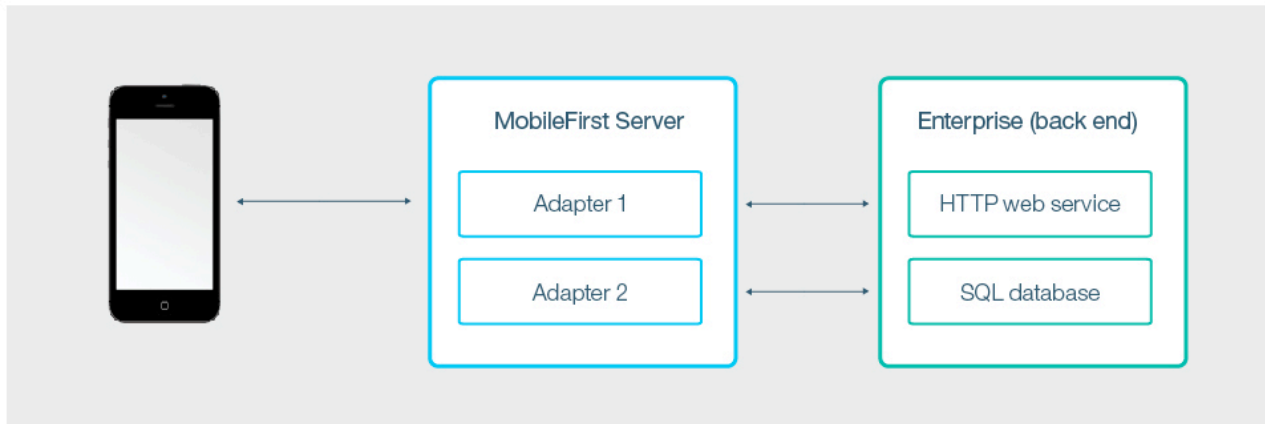 MobileFirst Server
Adapter 1
Adapter 2
Enterprise (back end)
HTTP web service
SQL database